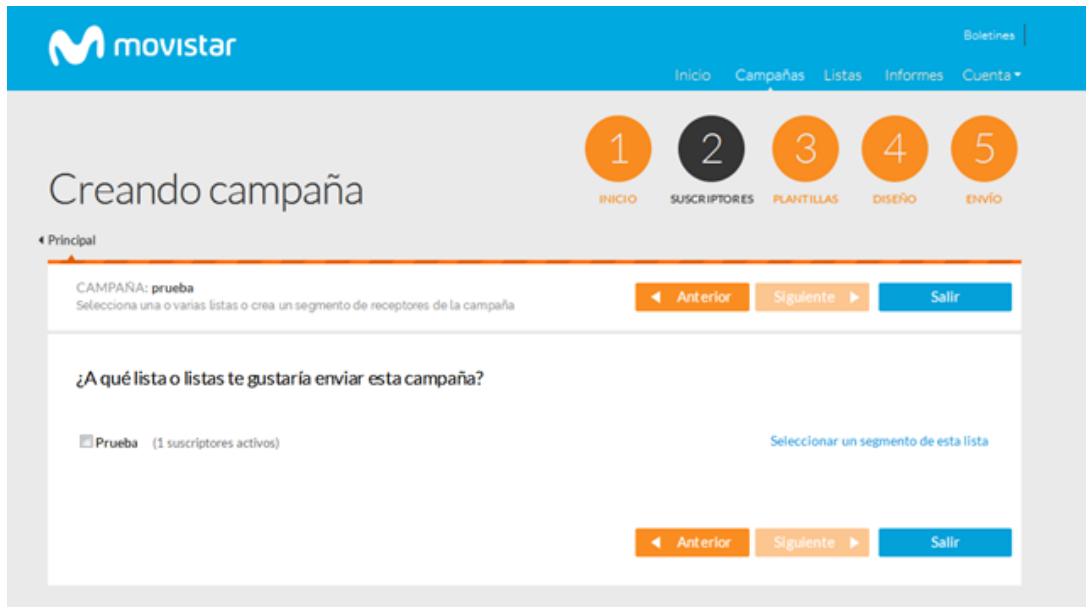 movistar
Boletines
Inicio Campañas Listas Informes Cuenta
Creando campaña
1 2 3 4 5
INICIO SUSCRIPTORES PLANTILLAS DISEÑO ENVÍO
Principal
CAMPAÑA: prueba
Selecciona una o varias listas o crea un segmento de receptores de la campaña
Anterior Siguiente Salir
¿A qué lista o listas te gustaría enviar esta campaña?
Prueba (1 suscriptores activos) Seleccionar un segmento de esta lista
Anterior Siguiente Salir